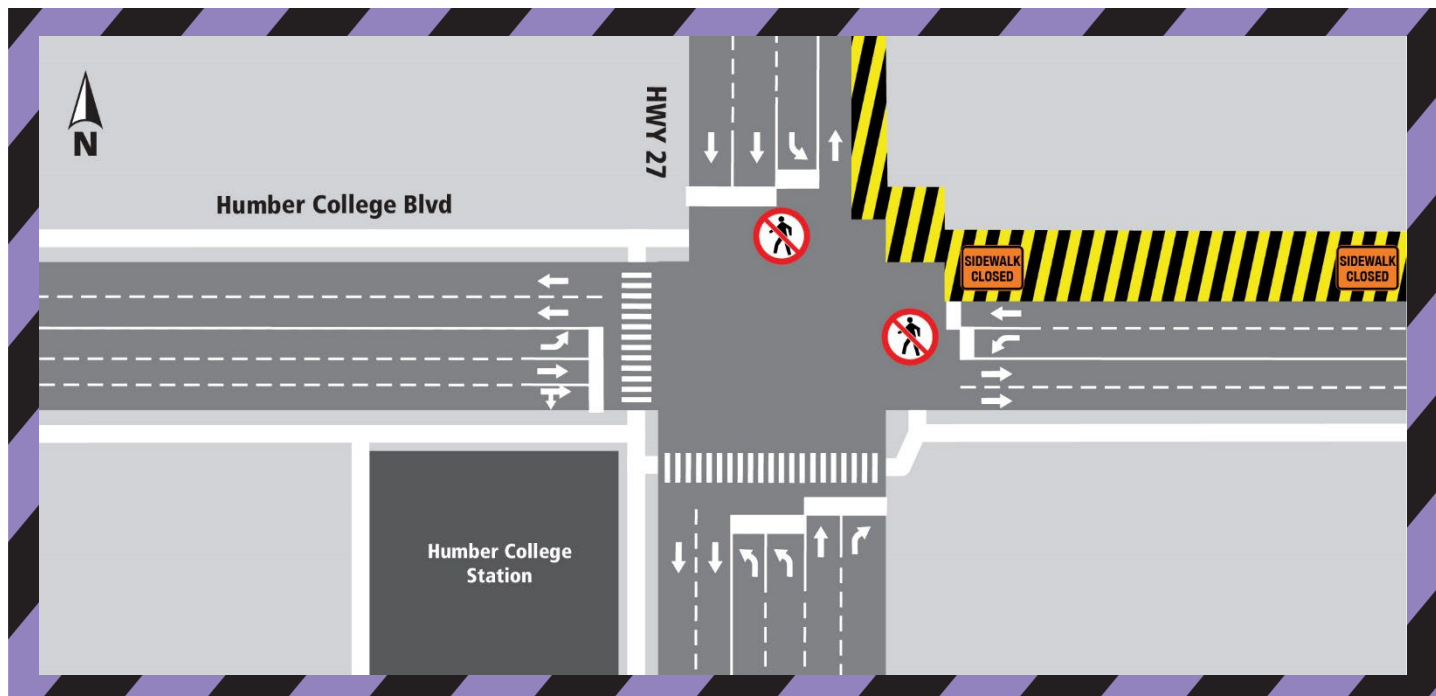 N
HWY 27
Humber College Blvd
SIDEWALK
CLOSED
SIDEWALK
CLOSED
Humber College
Station